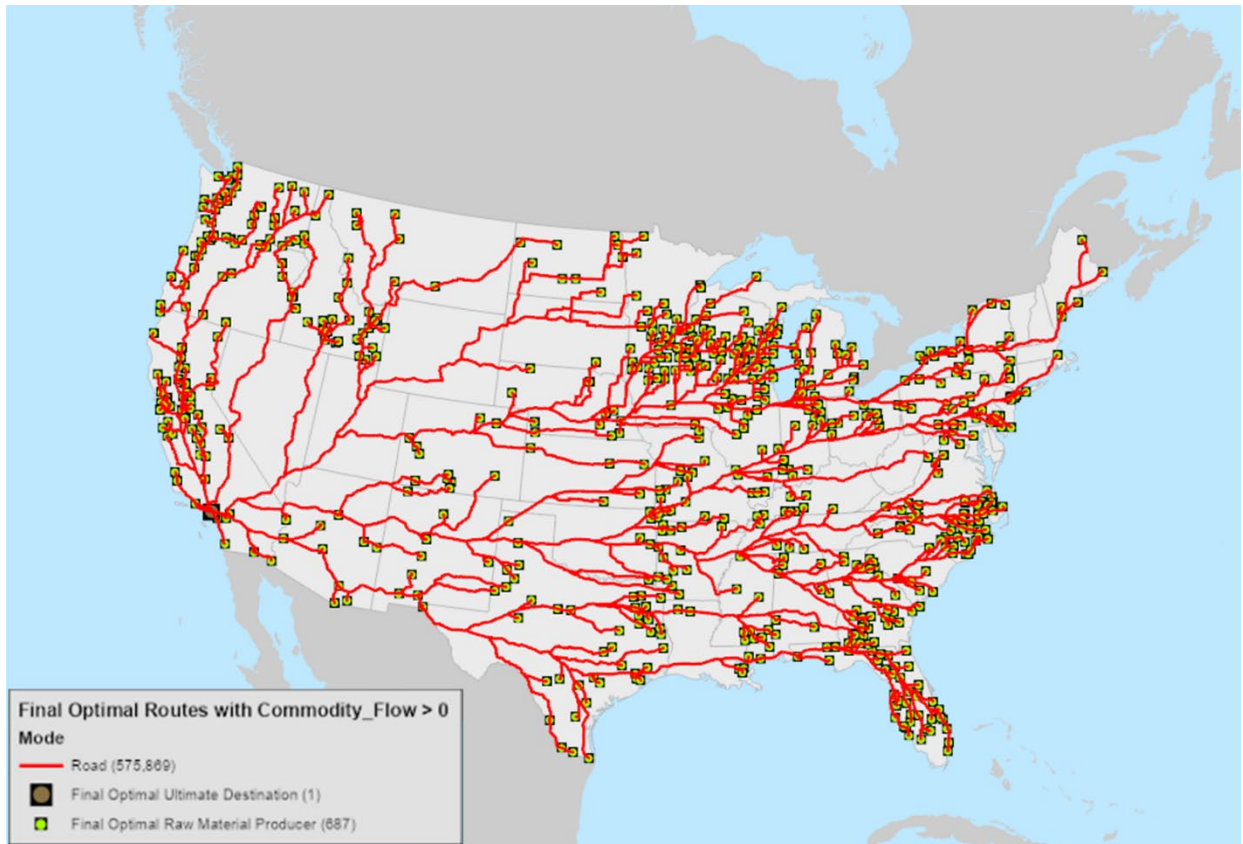 Final Optimal Routes with Commodity_Flow > 0
Mode
Road (575,869)
Final Optimal Ultimate Destination (1)
Final Optimal Raw Material Producer (687)